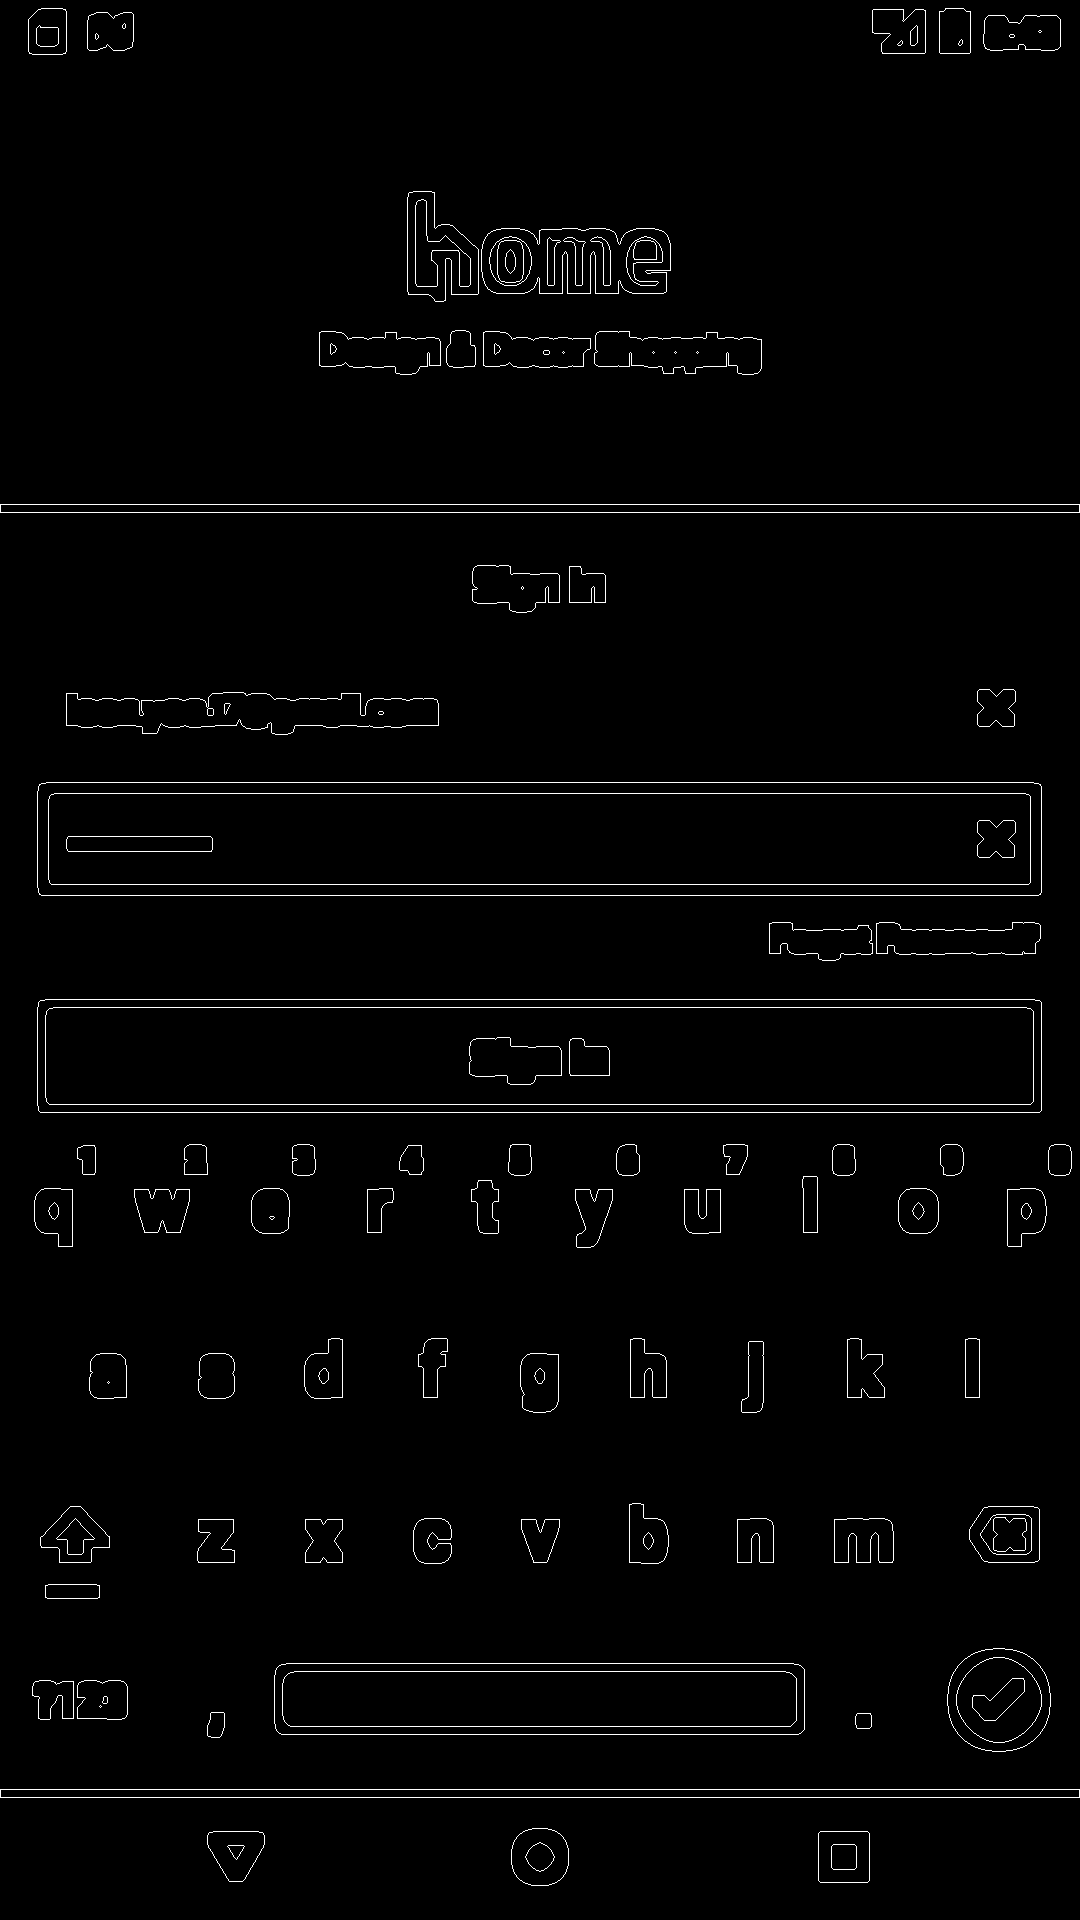 home
Design & Decor Shopping
Sign in
Forgot Password?
Sign In
1 2 3 4 5 6 7 8 9 0
q w e r t y u i o p
a s d f g h j k l
z x c v b n m
?123 , .